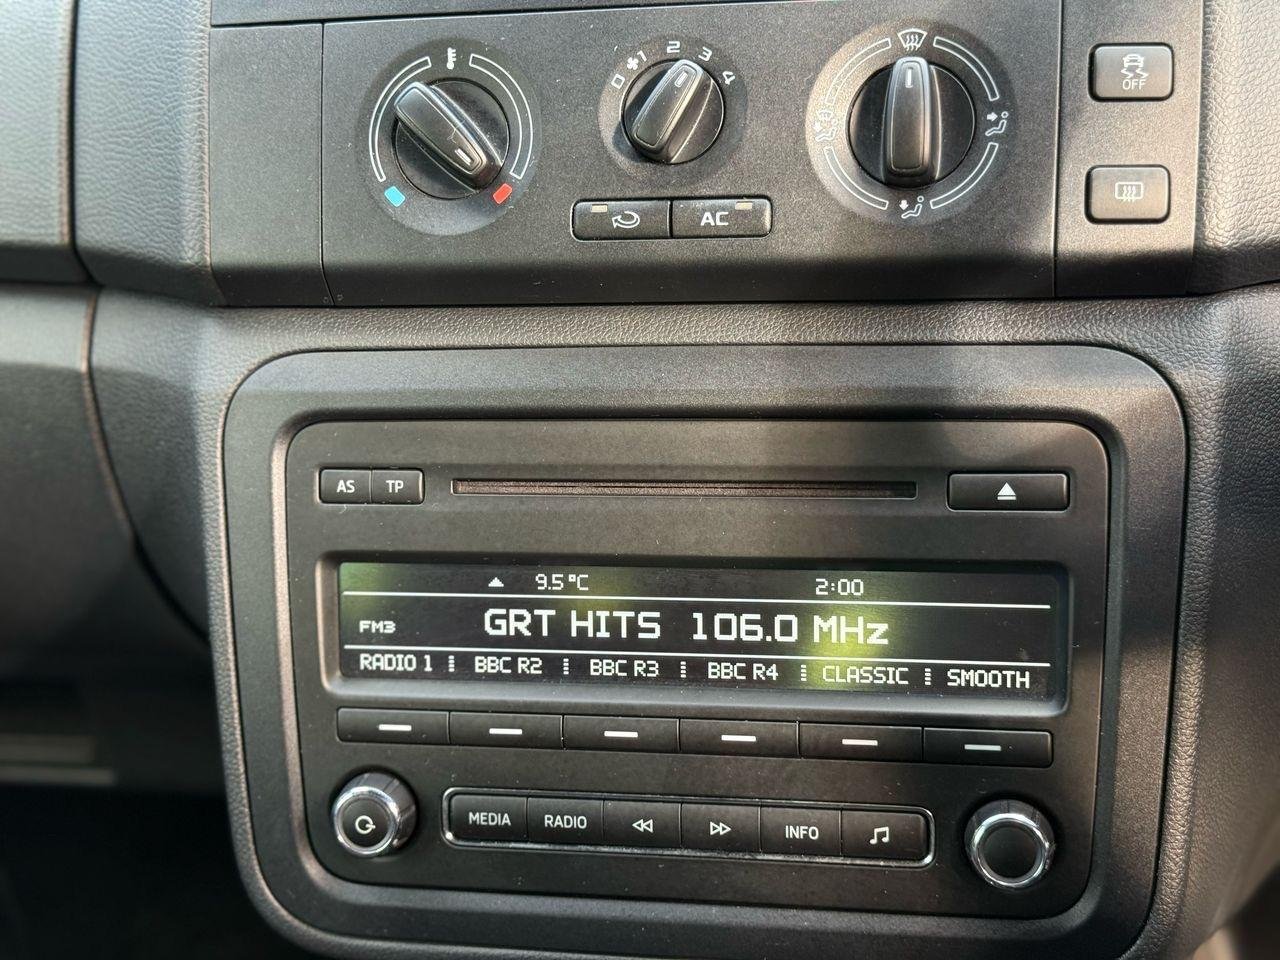 0 1 2 3 4
OFF
AC
AS TP
9.5°C 2:00
FM3 GRT HITS 106.0 MHz
RADIO 1 BBC R2 BBC R3 BBC R4 CLASSIC SMOOTH
MEDIA RADIO INFO